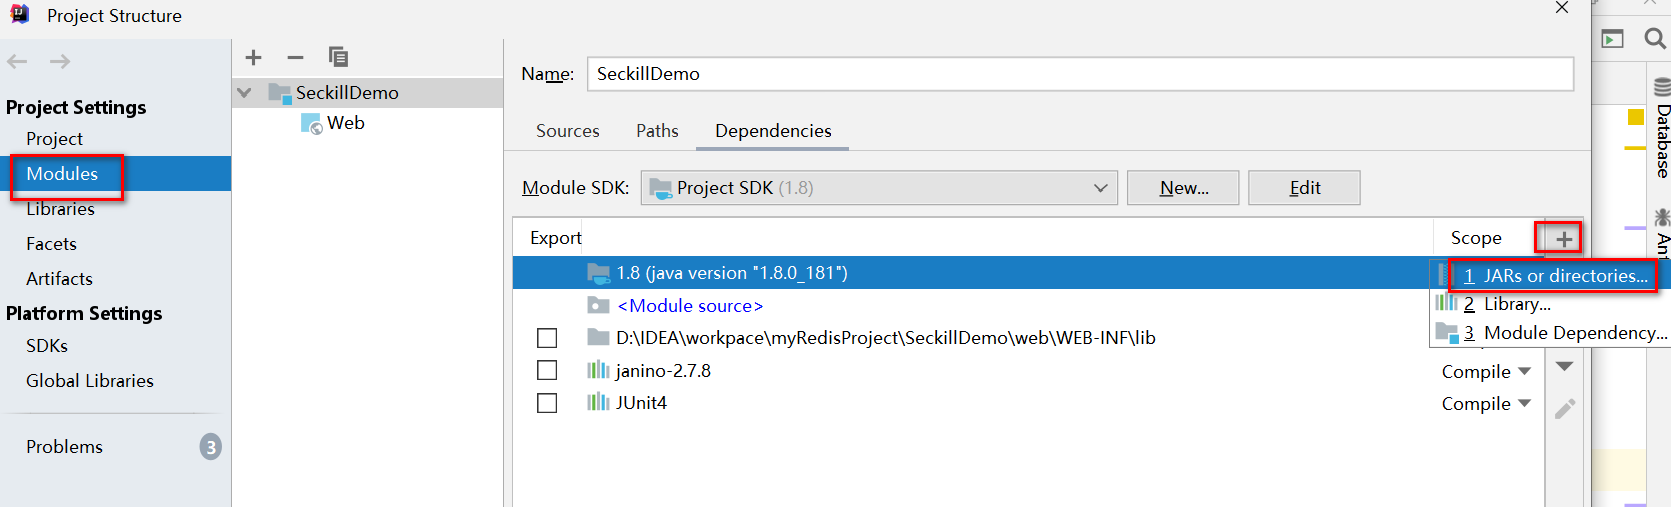 Project Structure
Project Settings
Project
Modules
Libraries
Facets
Artifacts
Platform Settings
SDKs
Global Libraries
Problems 3
SeckillDemo
Web
Name: SeckillDemo
Sources Paths Dependencies
Module SDK: Project SDK (1.8) New... Edit
Export Scope
1.8 (java version "1.8.0_181")
<Module source>
D:\IDEA\workpace\myRedisProject\SeckillDemo\web\WEB-INF\lib
janino-2.7.8 Compile
JUnit4 Compile
1 JARs or directories...
2 Library...
3 Module Dependency...
Database
Ant